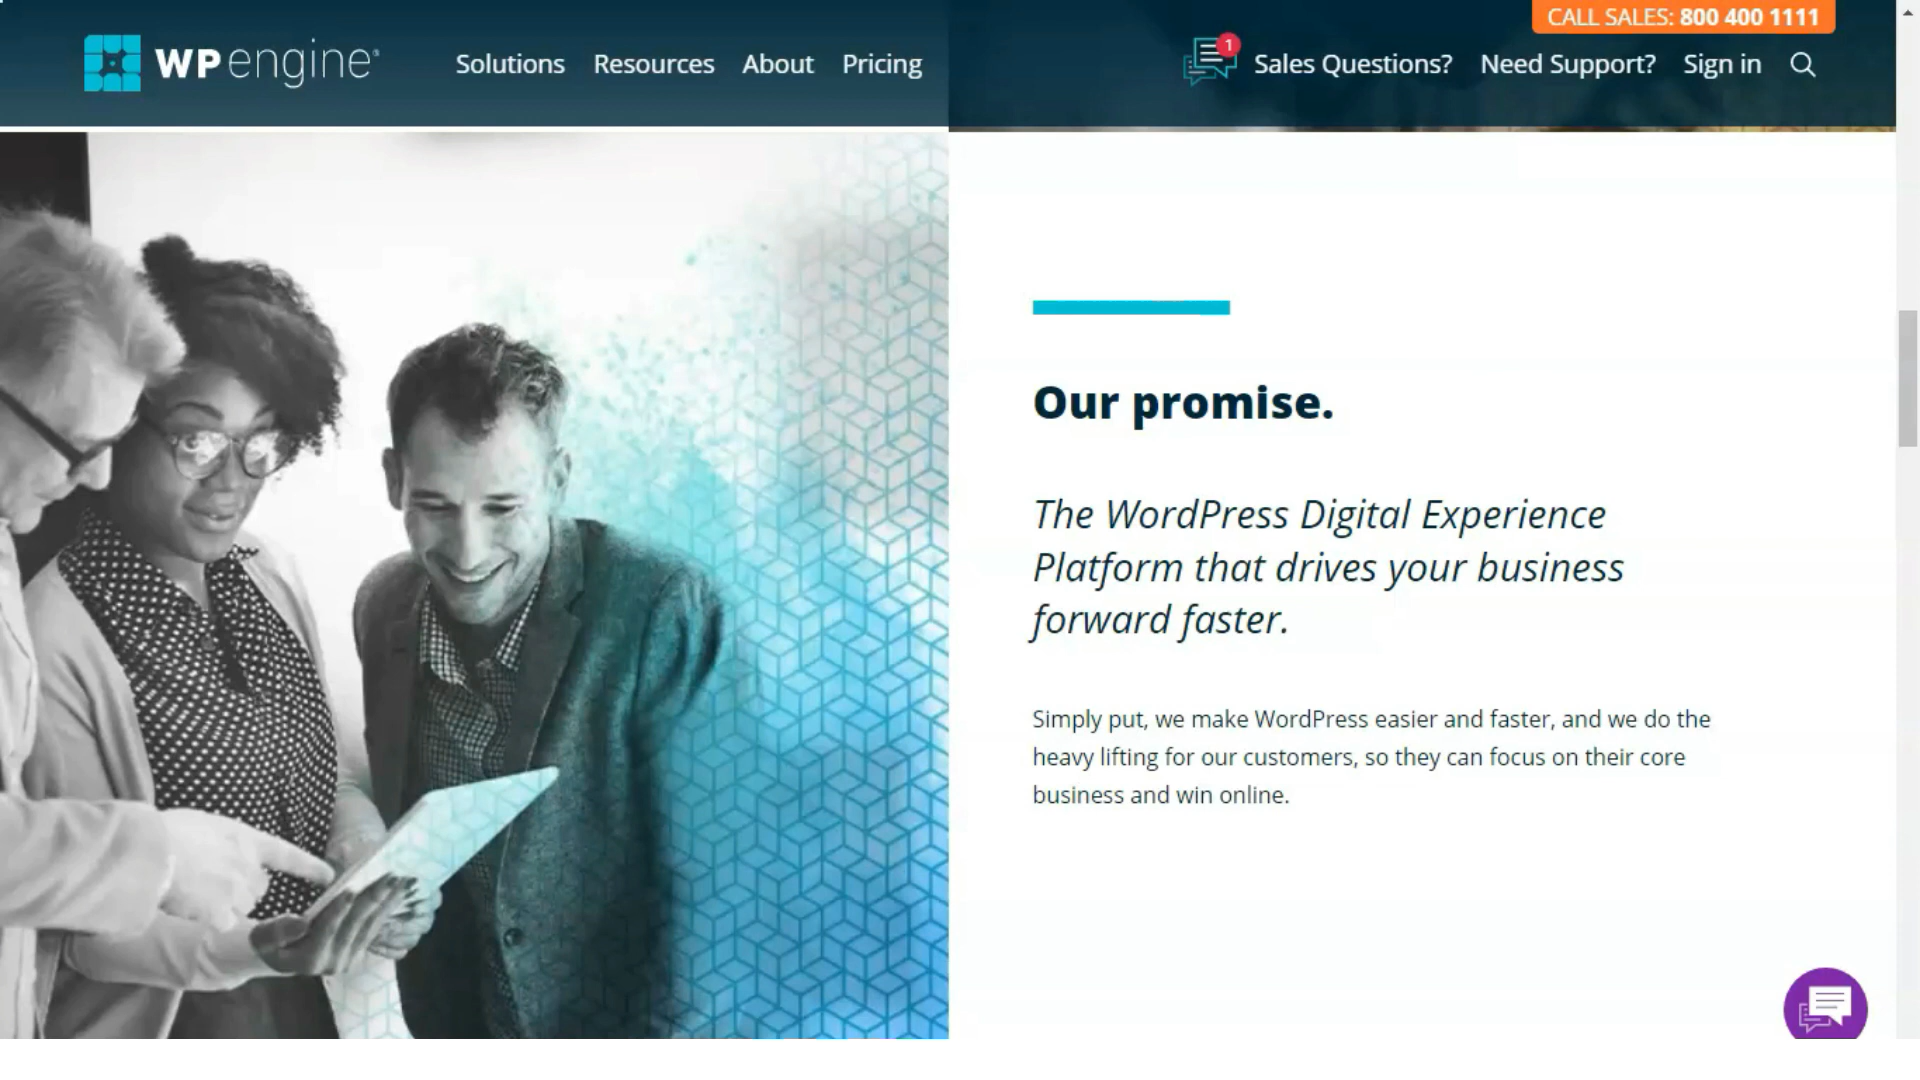 CALL SALES: 800 400 1111
WP engine®
Solutions Resources About Pricing
1
Sales Questions? Need Support? Sign in
Our promise.
The WordPress Digital Experience
Platform that drives your business
forward faster.
Simply put, we make WordPress easier and faster, and we do the
heavy lifting for our customers, so they can focus on their core
business and win online.